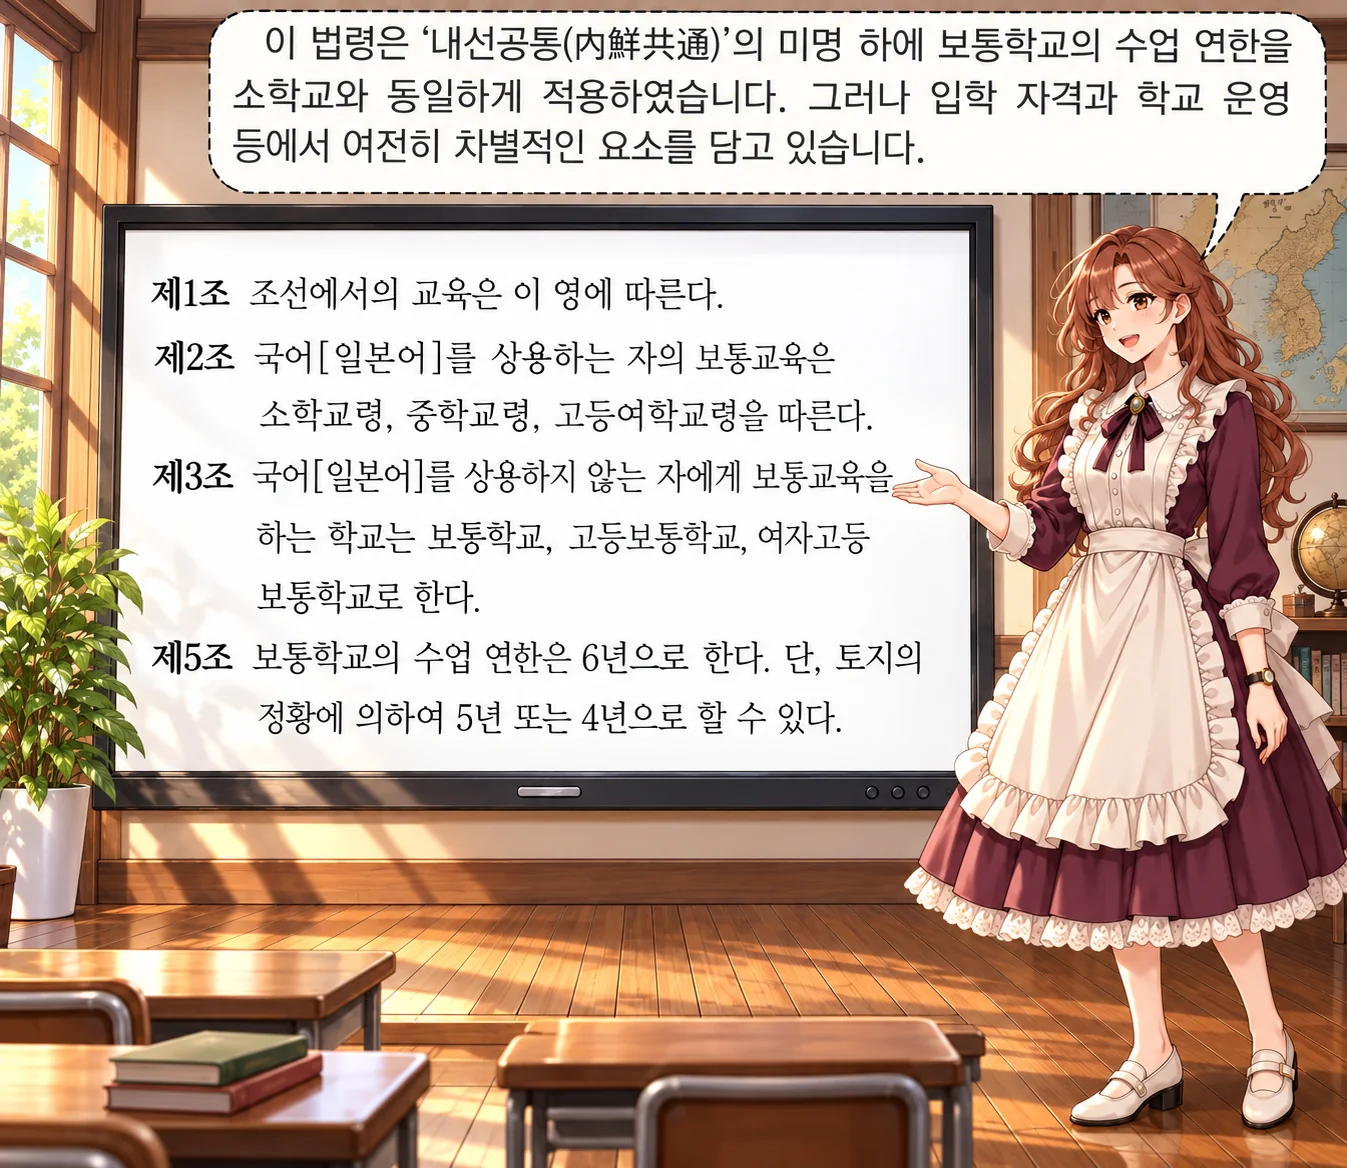 이 법령은 ‘내선공통(內鮮共通)’의 미명 하에 보통학교의 수업 연한을
소학교와 동일하게 적용하였습니다. 그러나 입학 자격과 학교 운영
등에서 여전히 차별적인 요소를 담고 있습니다.
제1조 조선에서의 교육은 이 영에 따른다.
제2조 국어[일본어]를 상용하는 자의 보통교육은
소학교령, 중학교령, 고등여학교령을 따른다.
제3조 국어[일본어]를 상용하지 않는 자에게 보통교육을
하는 학교는 보통학교, 고등보통학교, 여자고등
보통학교로 한다.
제5조 보통학교의 수업 연한은 6년으로 한다. 단, 토지의
정황에 의하여 5년 또는 4년으로 할 수 있다.